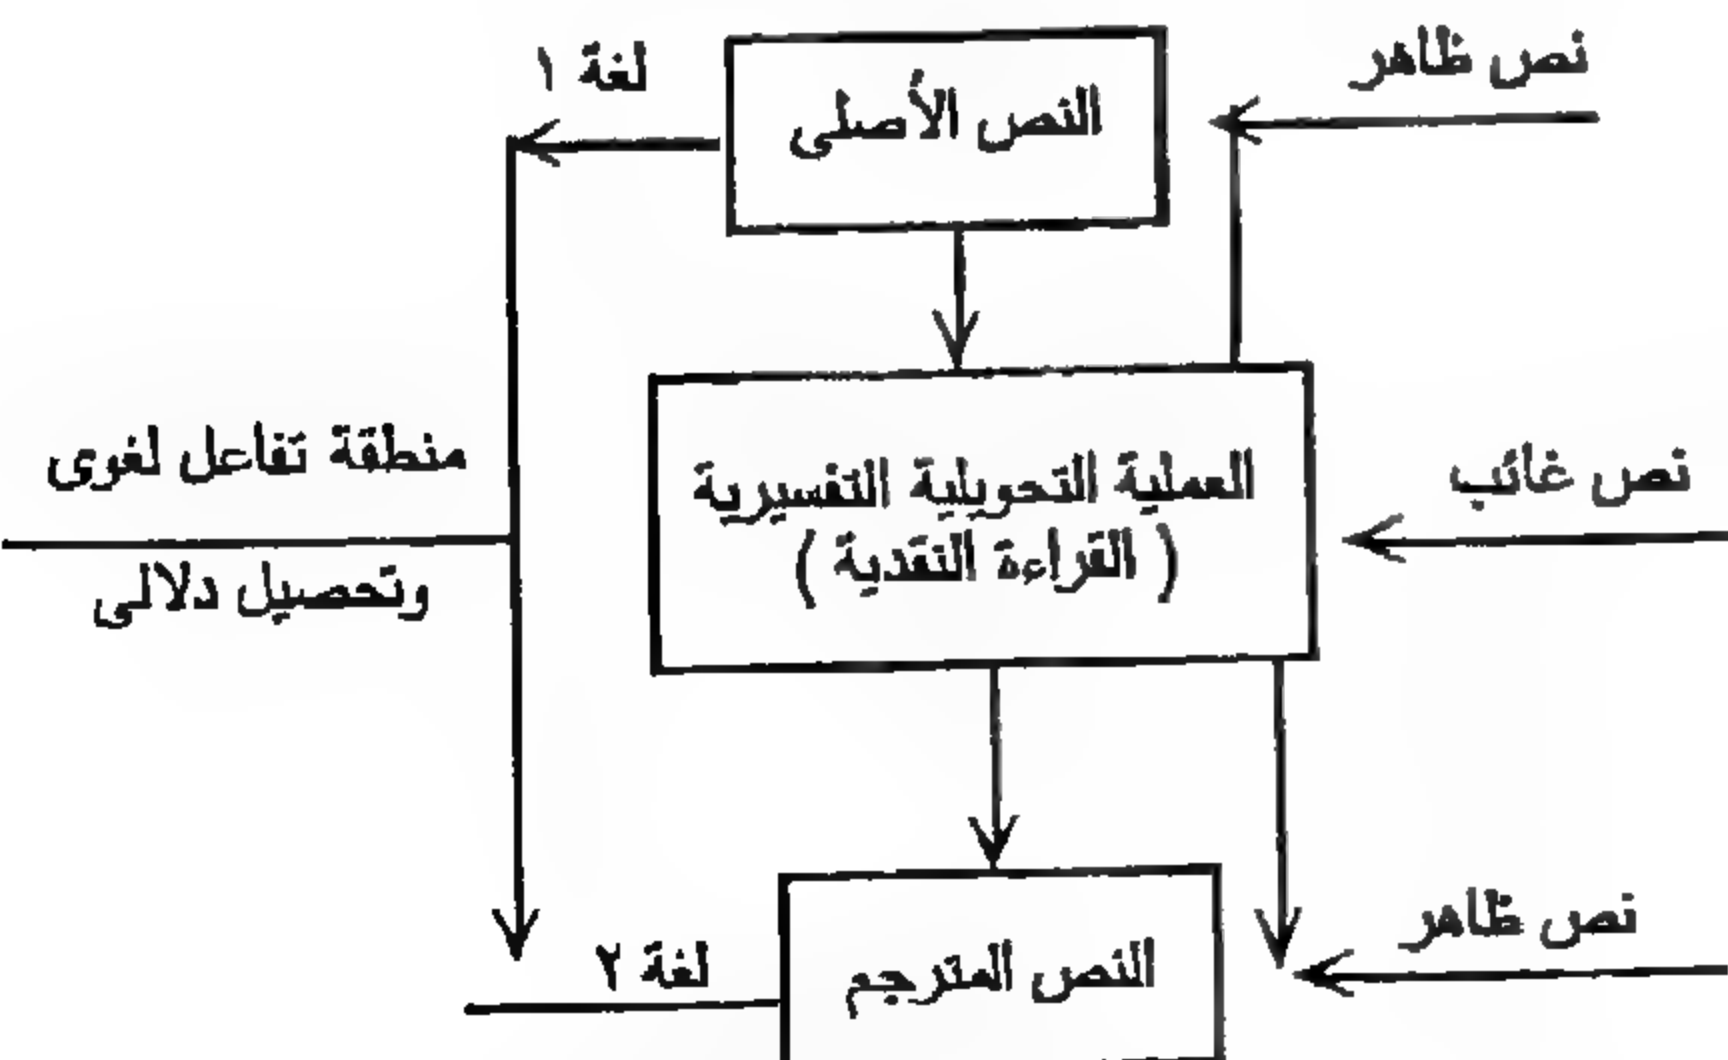 نص ظاهر
النص الأصلى
لغة ١
منطقة تفاعل لغوى
وتحصيل دلالى
العملية التحويلية التفسيرية
( القراءة النقدية )
نص غائب
نص ظاهر
النص المترجم
لغة ٢